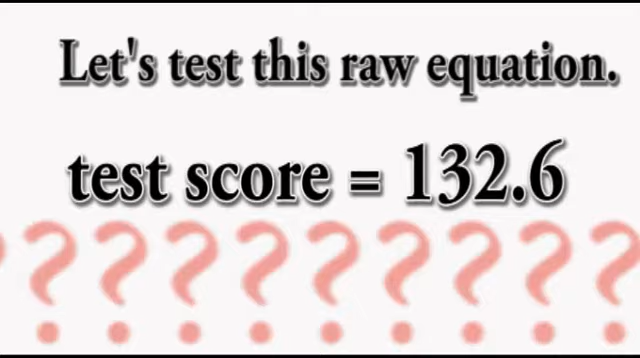 Let's test this raw equation.
test score = 132.6
? ? ? ? ? ? ? ? ? ?